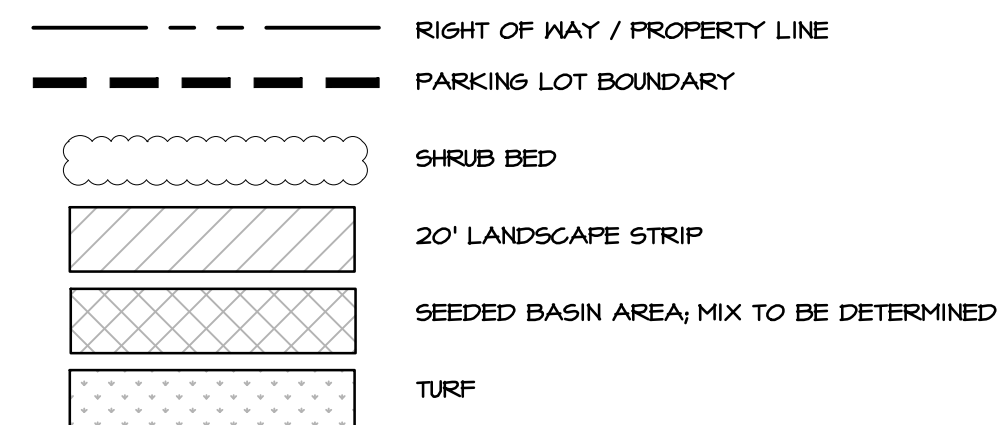 RIGHT OF WAY / PROPERTY LINE
PARKING LOT BOUNDARY
SHRUB BED
20' LANDSCAPE STRIP
SEEDED BASIN AREA; MIX TO BE DETERMINED
TURF